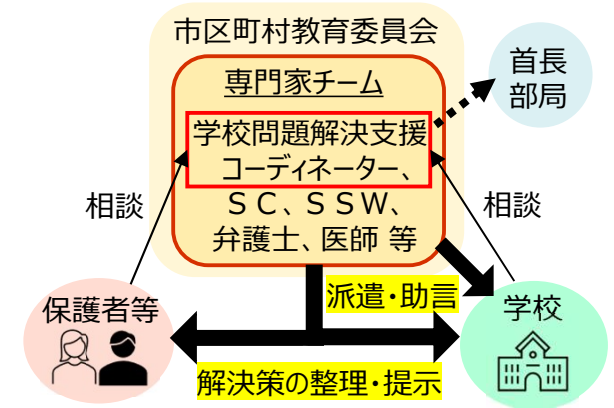 市区町村教育委員会
専門家チーム
学校問題解決支援
コーディネーター、
ＳＣ、ＳＳＷ、
弁護士、医師 等
首長
部局
相談
相談
派遣・助言
保護者等
学校
解決策の整理・提示